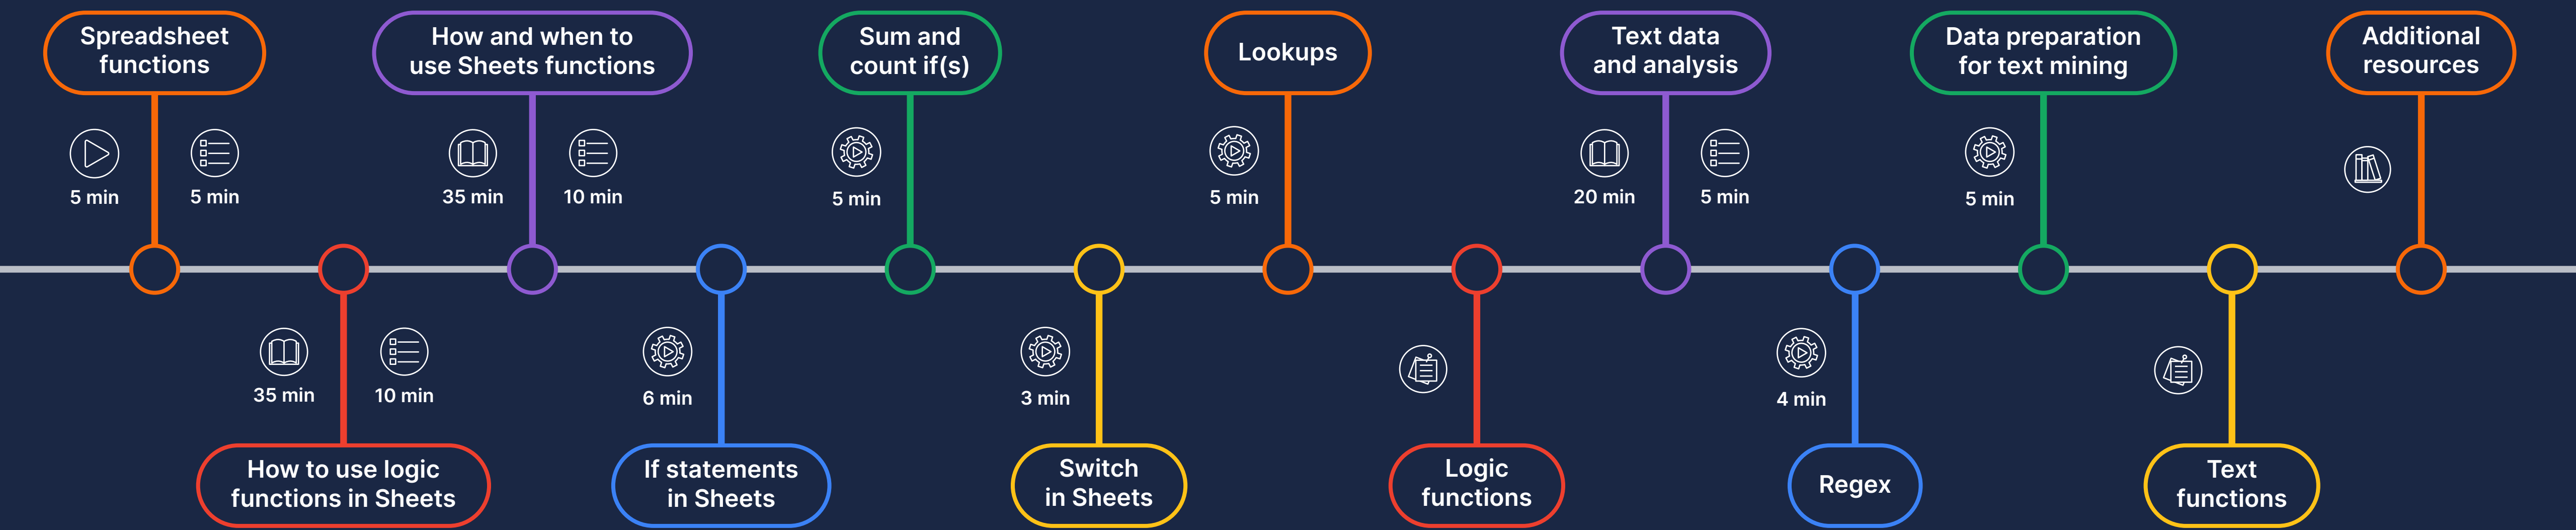 Spreadsheet
functions
5 min
5 min
How to use logic
functions in Sheets
35 min
10 min
How and when to
use Sheets functions
35 min
10 min
If statements
in Sheets
6 min
Sum and
count if(s)
5 min
Switch
in Sheets
3 min
Lookups
5 min
Logic
functions
Text data
and analysis
20 min
5 min
Regex
4 min
Data preparation
for text mining
5 min
Text
functions
Additional
resources